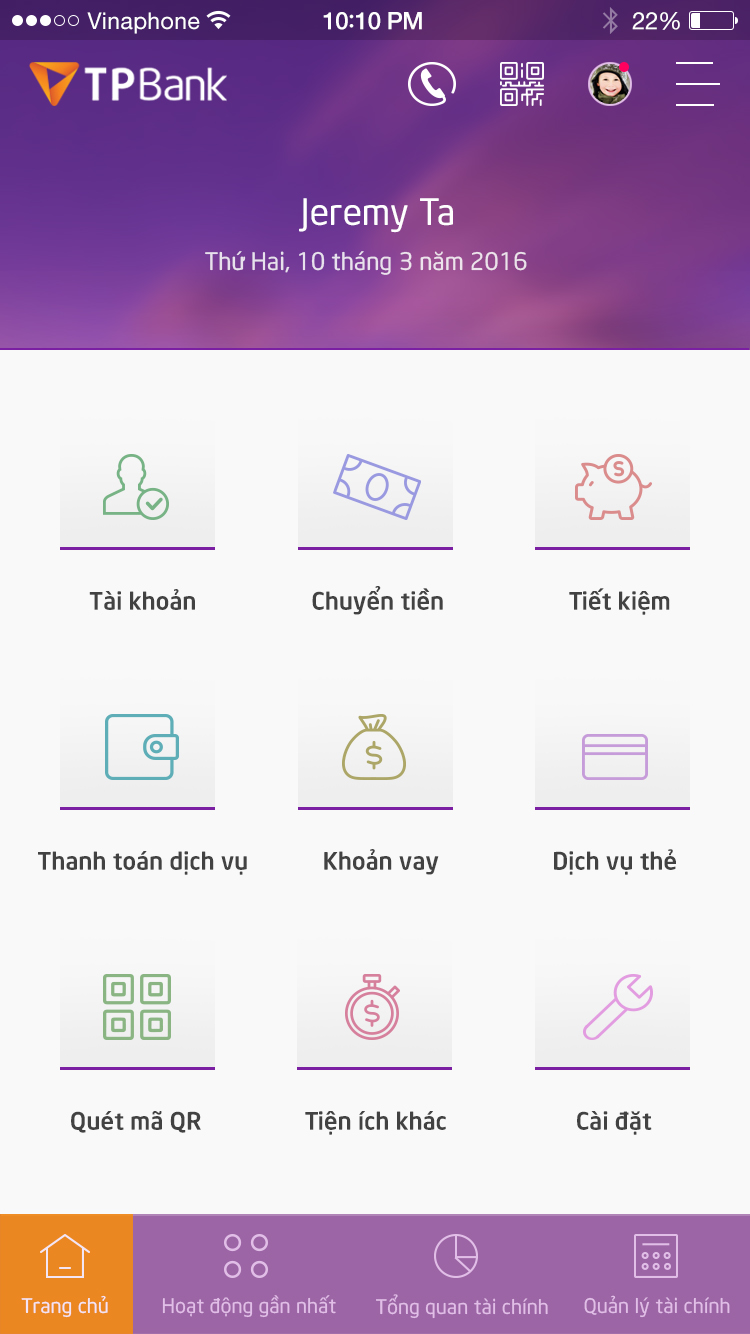 Vinaphone 10:10 PM 22%
TPBank
Jeremy Ta
Thứ Hai, 10 tháng 3 năm 2016
Tài khoản Chuyển tiền Tiết kiệm
Thanh toán dịch vụ Khoản vay Dịch vụ thẻ
Quét mã QR Tiện ích khác Cài đặt
Trang chủ Hoạt động gần nhất Tổng quan tài chính Quản lý tài chính